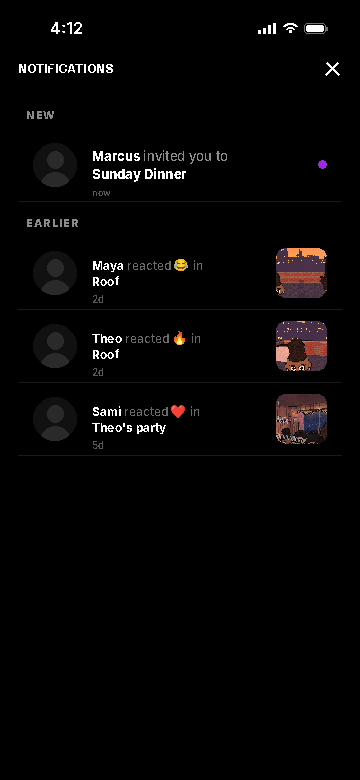 4:12
NOTIFICATIONS
NEW
Marcus invited you to
Sunday Dinner
now
EARLIER
Maya reacted 😂 in
Roof
2d
Theo reacted 🔥 in
Roof
2d
Sami reacted ❤️ in
Theo's party
5d